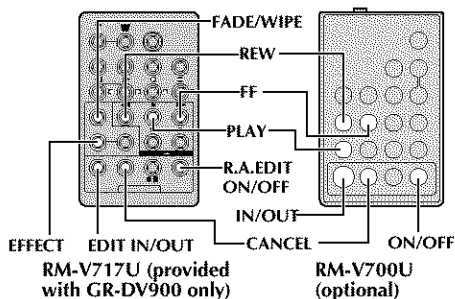 FADE/WIPE
REW
FF
PLAY
R.A.EDIT
ON/OFF
IN/OUT
EFFECT
EDIT IN/OUT
CANCEL
ON/OFF
RM-V717U (provided
with GR-DV900 only)
RM-V700U
(optional)